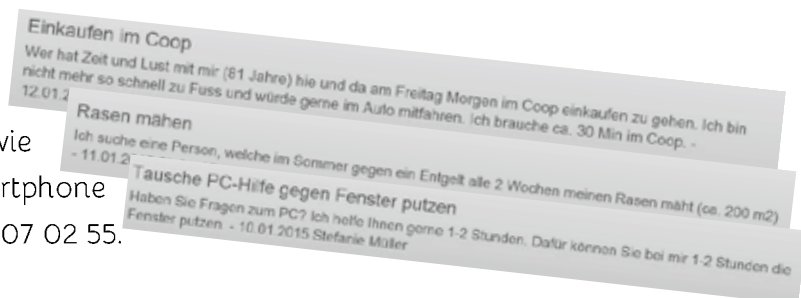 Einkaufen im Coop
Wer hat Zeit und Lust mit mir (81 Jahre) hie und da am Freitag Morgen im Coop einkaufen zu gehen. Ich bin
nicht mehr so schnell zu Fuss und würde gerne im Auto mitfahren. Ich brauche ca. 30 Min im Coop. -
12.01.2
Rasen mähen
Ich suche eine Person, welche im Sommer gegen ein Entgelt alle 2 Wochen meinen Rasen mäht (ca. 200 m2)
- 11.01.2
Tausche PC-Hilfe gegen Fenster putzen
Haben Sie Fragen zum PC? Ich helfe Ihnen gerne 1-2 Stunden. Dafür können Sie bei mir 1-2 Stunden die
Fenster putzen. - 10.01.2015 Stefanie Müller
wie
rtphone
07 02 55.